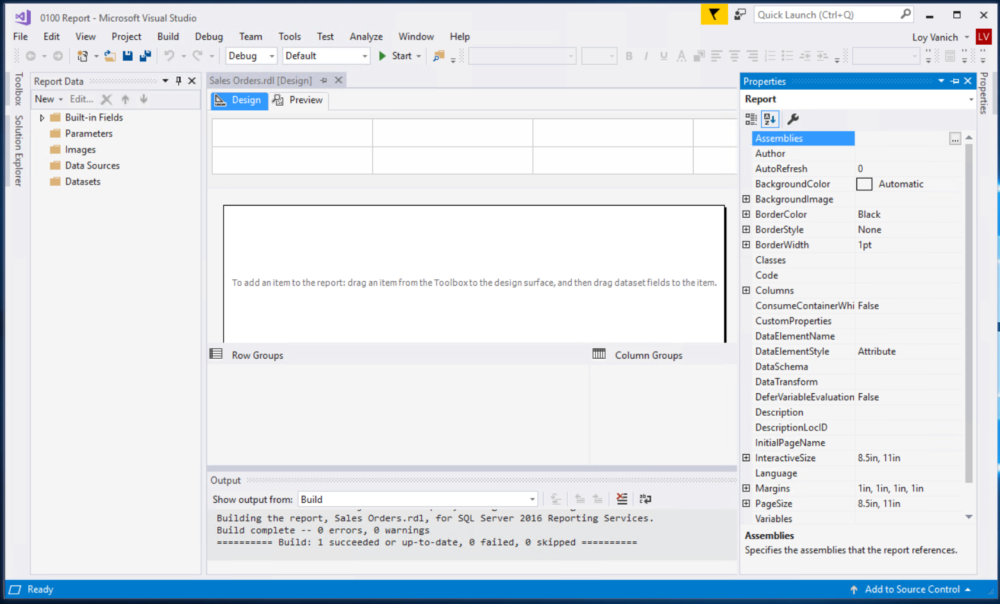 0100 Report - Microsoft Visual Studio
Quick Launch (Ctrl+Q)
File Edit View Project Build Debug Team Tools Test Analyze Window Help
Loy Vanich LV
Debug Default Start B I U A
Toolbox
Solution Explorer
Report Data
New Edit...
Built-in Fields
Parameters
Images
Data Sources
Datasets
Sales Orders.rdl [Design]
Design Preview
To add an item to the report: drag an item from the Toolbox to the design surface, and then drag dataset fields to the item.
Row Groups Column Groups
Output
Show output from: Build
Building the report, Sales Orders.rdl, for SQL Server 2016 Reporting Services.
Build complete -- 0 errors, 0 warnings
========== Build: 1 succeeded or up-to-date, 0 failed, 0 skipped ==========
Properties
Report
Assemblies ...
Author
AutoRefresh 0
BackgroundColor Automatic
BackgroundImage
BorderColor Black
BorderStyle None
BorderWidth 1pt
Classes
Code
Columns
ConsumeContainerWhi False
CustomProperties
DataElementName
DataElementStyle Attribute
DataSchema
DataTransform
DeferVariableEvaluation False
Description
DescriptionLocID
InitialPageName
InteractiveSize 8.5in, 11in
Language
Margins 1in, 1in, 1in, 1in
PageSize 8.5in, 11in
Variables
Assemblies
Specifies the assemblies that the report references.
Properties
Ready
Add to Source Control